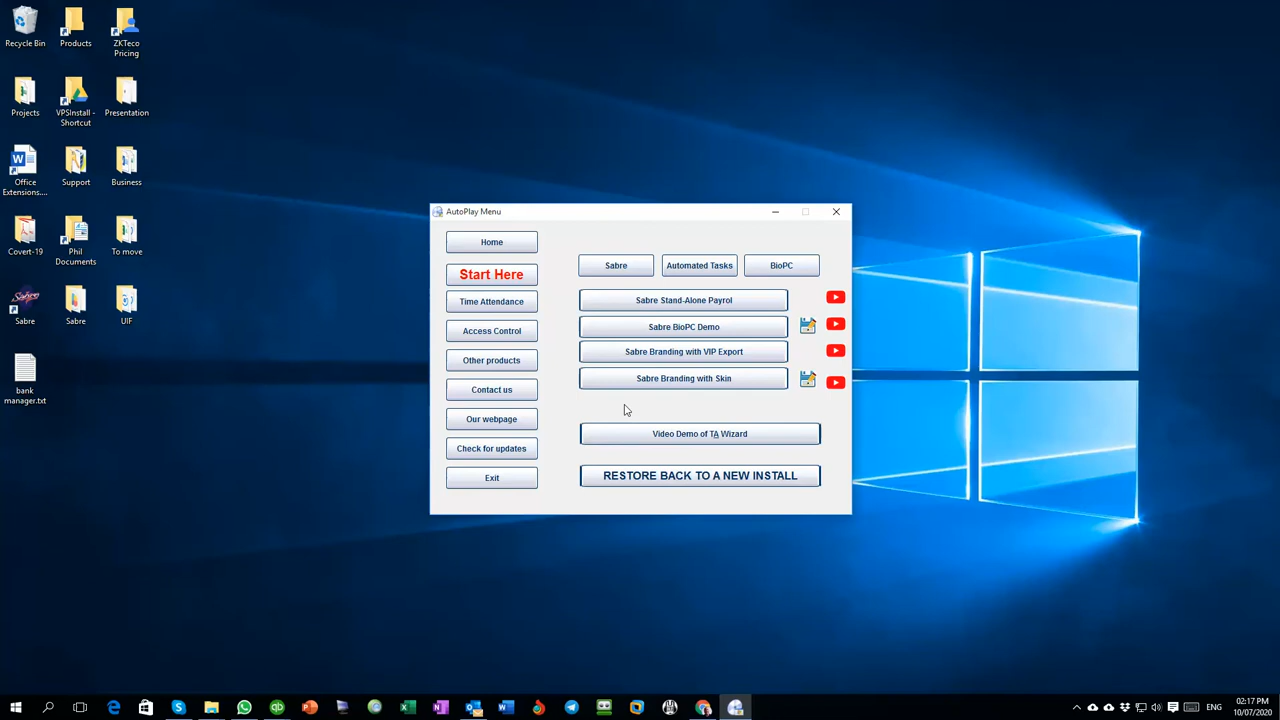 Recycle Bin
Products
ZKTeco
Pricing
Projects
VPSInstall -
Shortcut
Presentation
Office
Extensions....
Support
Business
Covert-19
Phil
Documents
To move
Sabre
Sabre
UIF
bank
manager.txt
AutoPlay Menu
Home
Start Here
Time Attendance
Access Control
Other products
Contact us
Our webpage
Check for updates
Exit
Sabre
Automated Tasks
BioPC
Sabre Stand-Alone Payrol
Sabre BioPC Demo
Sabre Branding with VIP Export
Sabre Branding with Skin
Video Demo of TA Wizard
RESTORE BACK TO A NEW INSTALL
ENG
02:17 PM
10/07/2020